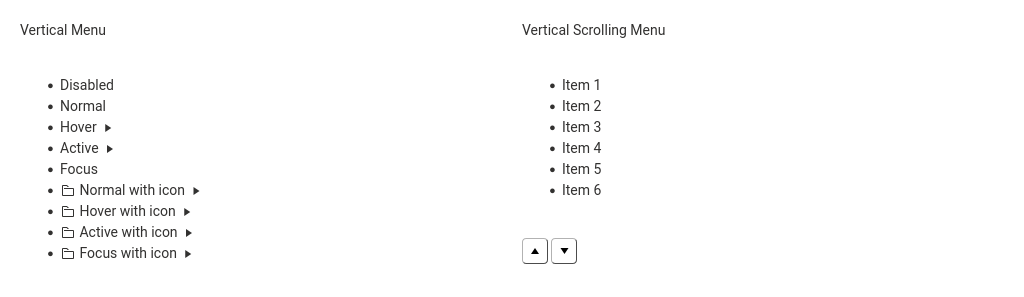 Vertical Menu
Disabled
Normal
Hover
Active
Focus
Normal with icon
Hover with icon
Active with icon
Focus with icon
Vertical Scrolling Menu
Item 1
Item 2
Item 3
Item 4
Item 5
Item 6